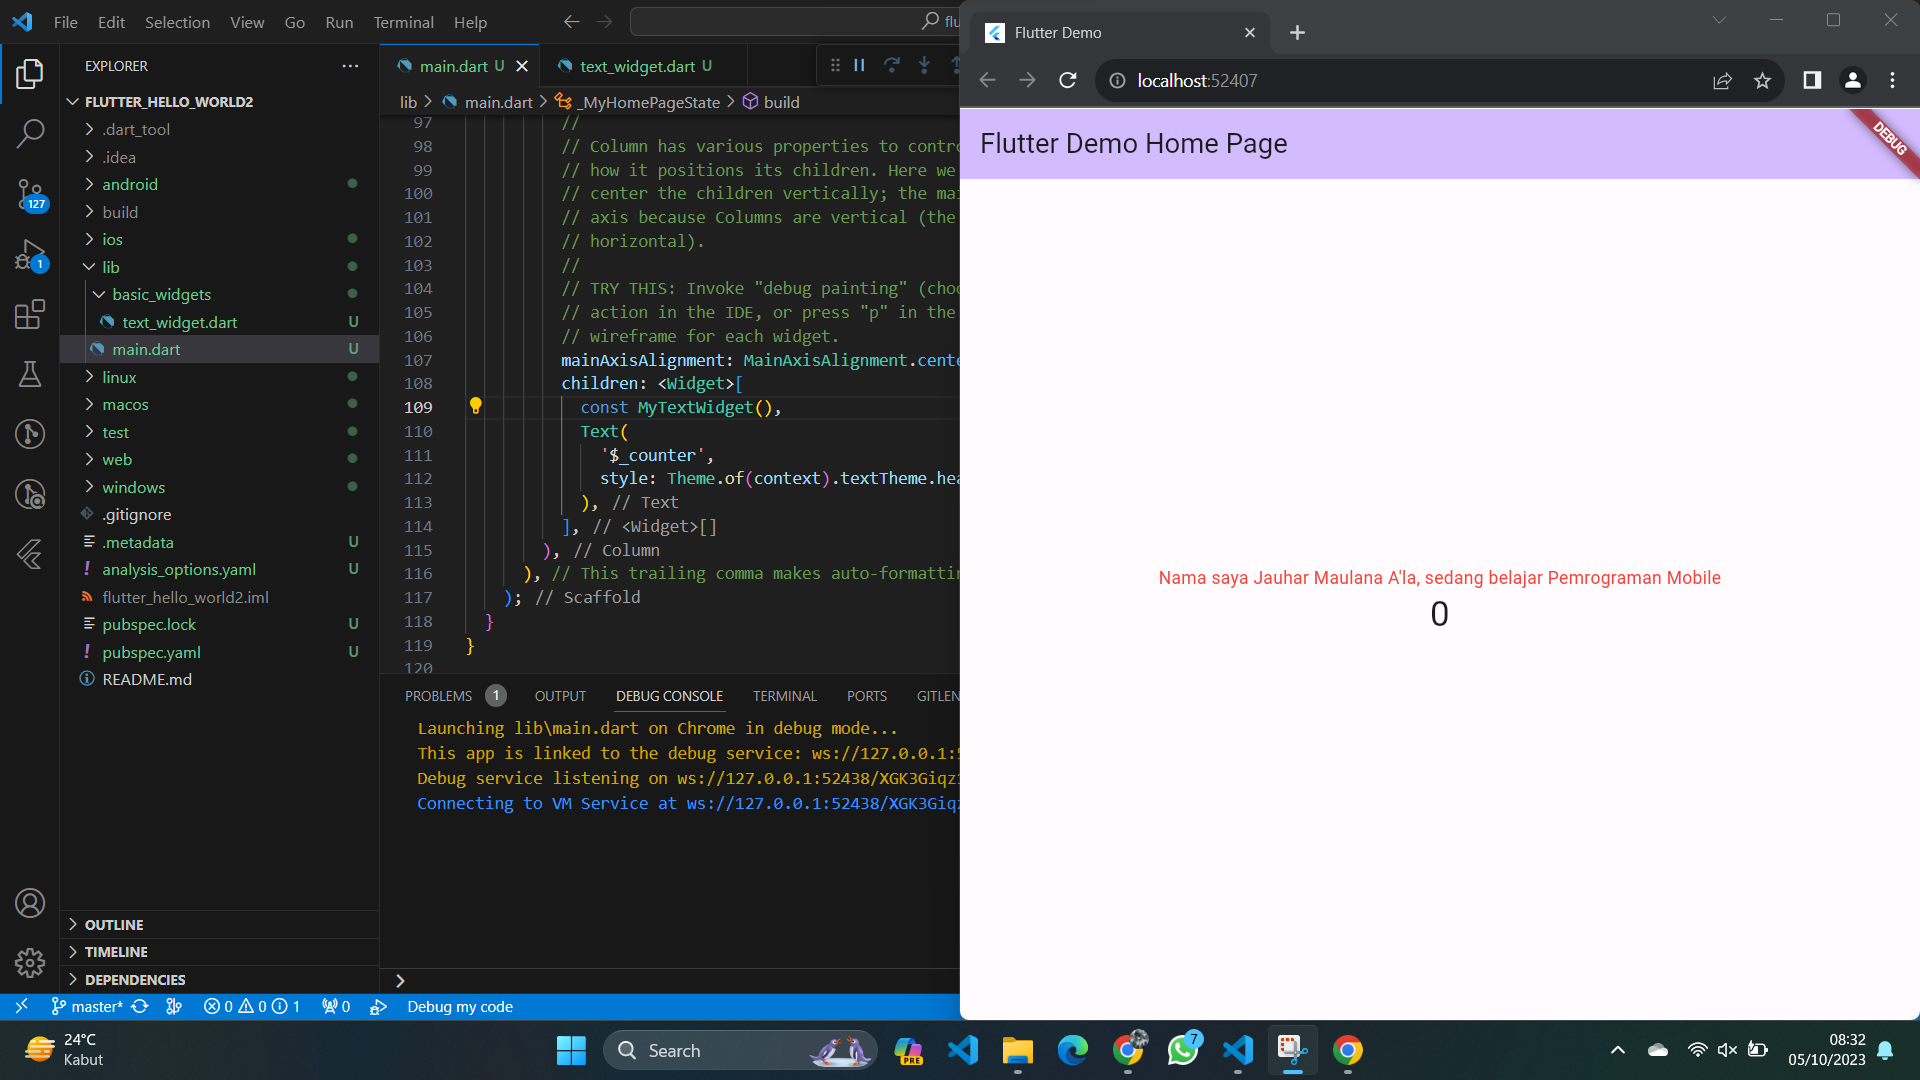 File Edit Selection View Go Run Terminal Help
flu
EXPLORER
FLUTTER_HELLO_WORLD2
.dart_tool
.idea
android
build
ios
lib
basic_widgets
text_widget.dart U
main.dart U
linux
macos
test
web
windows
.gitignore
.metadata U
analysis_options.yaml U
flutter_hello_world2.iml
pubspec.lock U
pubspec.yaml U
README.md
OUTLINE
TIMELINE
DEPENDENCIES
127
1
main.dart U
text_widget.dart U
lib > main.dart > _MyHomePageState > build
97 //
98 // Column has various properties to contro
99 // how it positions its children. Here we
100 // center the children vertically; the mai
101 // axis because Columns are vertical (the
102 // horizontal).
103 //
104 // TRY THIS: Invoke "debug painting" (choo
105 // action in the IDE, or press "p" in the
106 // wireframe for each widget.
107 mainAxisAlignment: MainAxisAlignment.cente
108 children: <Widget>[
109 const MyTextWidget(),
110 Text(
111 '$_counter',
112 style: Theme.of(context).textTheme.hea
113 ), // Text
114 ], // <Widget>[]
115 ), // Column
116 ), // This trailing comma makes auto-formattin
117 ); // Scaffold
118 }
119 }
120
PROBLEMS 1 OUTPUT DEBUG CONSOLE TERMINAL PORTS GITLEN
Launching lib\main.dart on Chrome in debug mode...
This app is linked to the debug service: ws://127.0.0.1:5
Debug service listening on ws://127.0.0.1:52438/XGK3Giqz
Connecting to VM Service at ws://127.0.0.1:52438/XGK3Giqz
master* 0 0 1 0 Debug my code
Flutter Demo
localhost:52407
Flutter Demo Home Page
DEBUG
Nama saya Jauhar Maulana A'la, sedang belajar Pemrograman Mobile
0
24°C
Kabut
Search
PRE
7
08:32
05/10/2023